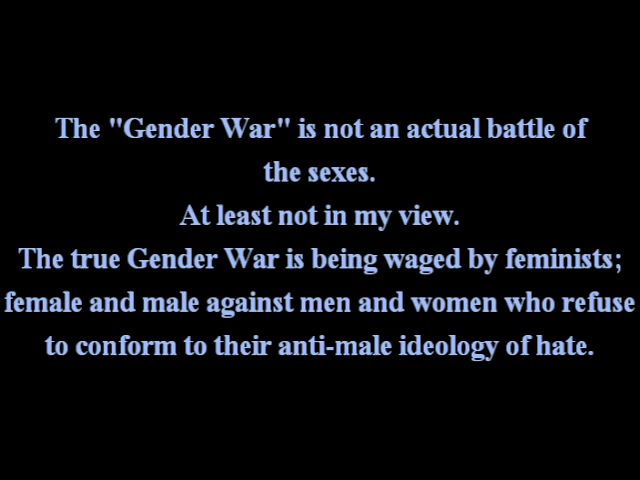 The "Gender War" is not an actual battle of
the sexes.
At least not in my view.
The true Gender War is being waged by feminists;
female and male against men and women who refuse
to conform to their anti-male ideology of hate.